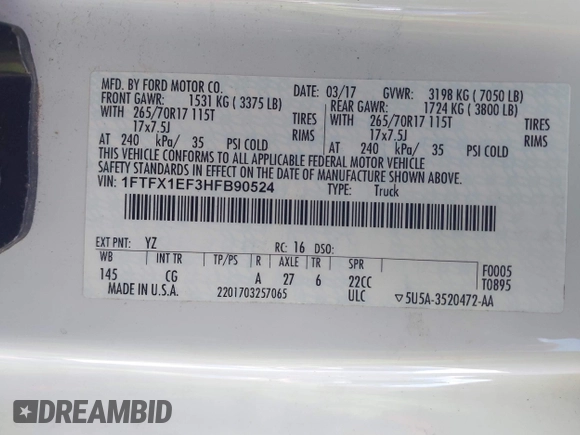 MFD. BY FORD MOTOR CO.
DATE: 03/17 GVWR: 3198 KG ( 7050 LB)
FRONT GAWR: 1531 KG ( 3375 LB) REAR GAWR: 1724 KG ( 3800 LB)
WITH 265/70R17 115T TIRES WITH 265/70R17 115T TIRES
17x7.5J RIMS 17x7.5J RIMS
AT 240 kPa/ 35 PSI COLD AT 240 kPa/ 35 PSI COLD
THIS VEHICLE CONFORMS TO ALL APPLICABLE FEDERAL MOTOR VEHICLE
SAFETY STANDARDS IN EFFECT ON THE DATE OF MANUFACTURE SHOWN ABOVE.
VIN: 1FTFX1EF3HFB90524 TYPE: Truck
EXT PNT: YZ RC: 16 DSO:
WB INT TR TP/PS R AXLE TR SPR F0005
145 CG A 27 6 22CC T0895
MADE IN U.S.A. 2201703257065 ULC ▽5U5A-3520472-AA
DREAMBID